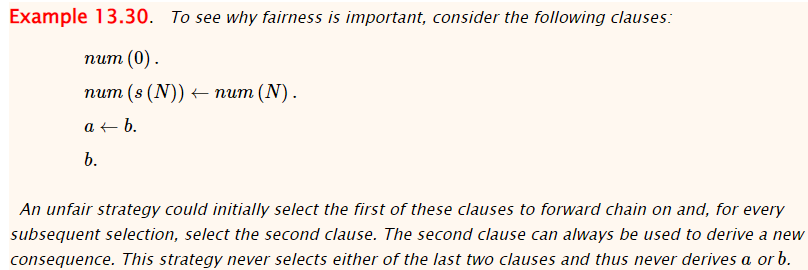 Example 13.30. To see why fairness is important, consider the following clauses:
num (0) .
num (s (N)) ← num (N) .
a ← b.
b.
An unfair strategy could initially select the first of these clauses to forward chain on and, for every
subsequent selection, select the second clause. The second clause can always be used to derive a new
consequence. This strategy never selects either of the last two clauses and thus never derives a or b.